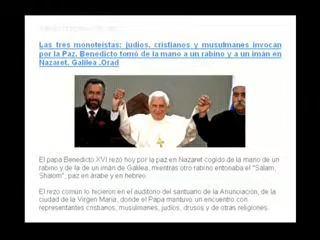 Las tres monoteístas: judíos, cristianos y musulmanes invocan
por la Paz. Benedicto tomó de la mano a un rabino y a un imán en
Nazaret. Galilea .Orad
El papa Benedicto XVI rezó hoy por la paz en Nazaret cogido de la mano de un
rabino y de la de un imán de Galilea, mientras otro rabino entonaba el "Salam,
Shalom", paz en árabe y en hebreo.
El rezo común lo hicieron en el auditorio del santuario de la Anunciación, de la
ciudad de la Virgen María, donde el Papa mantuvo un encuentro con
representantes cristianos, musulmanes, judíos, drusos y de otras religiones.